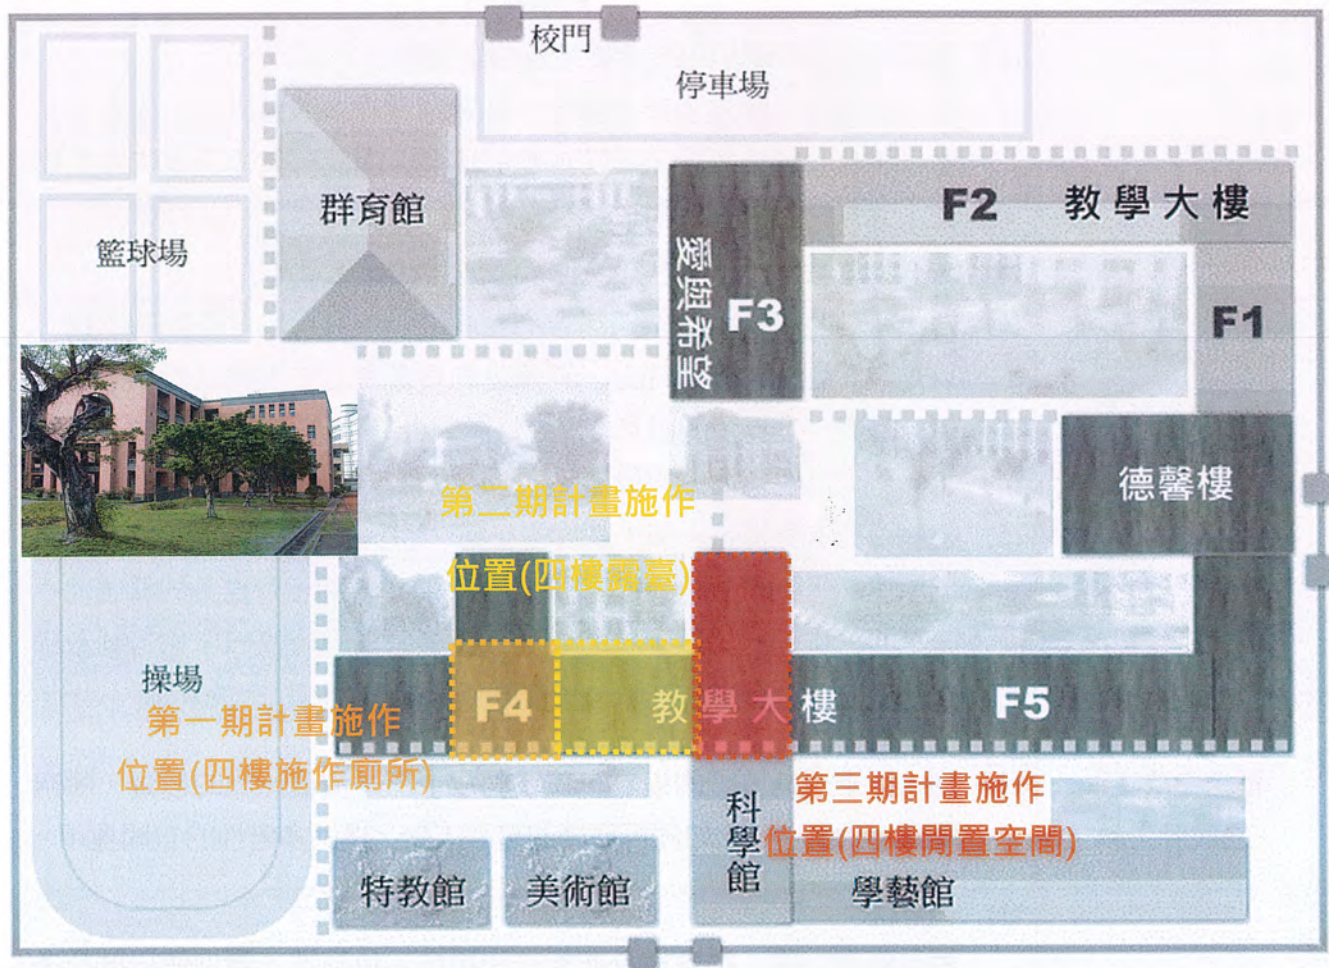 校門
停車場
群育館
籃球場
愛與希望
F3
F2 教學大樓
F1
德馨樓
第二期計畫施作
位置(四樓露臺)
操場
F4
教學大樓
F5
第一期計畫施作
位置(四樓施作廁所)
第三期計畫施作
位置(四樓閒置空間)
科學館
特教館
美術館
學藝館